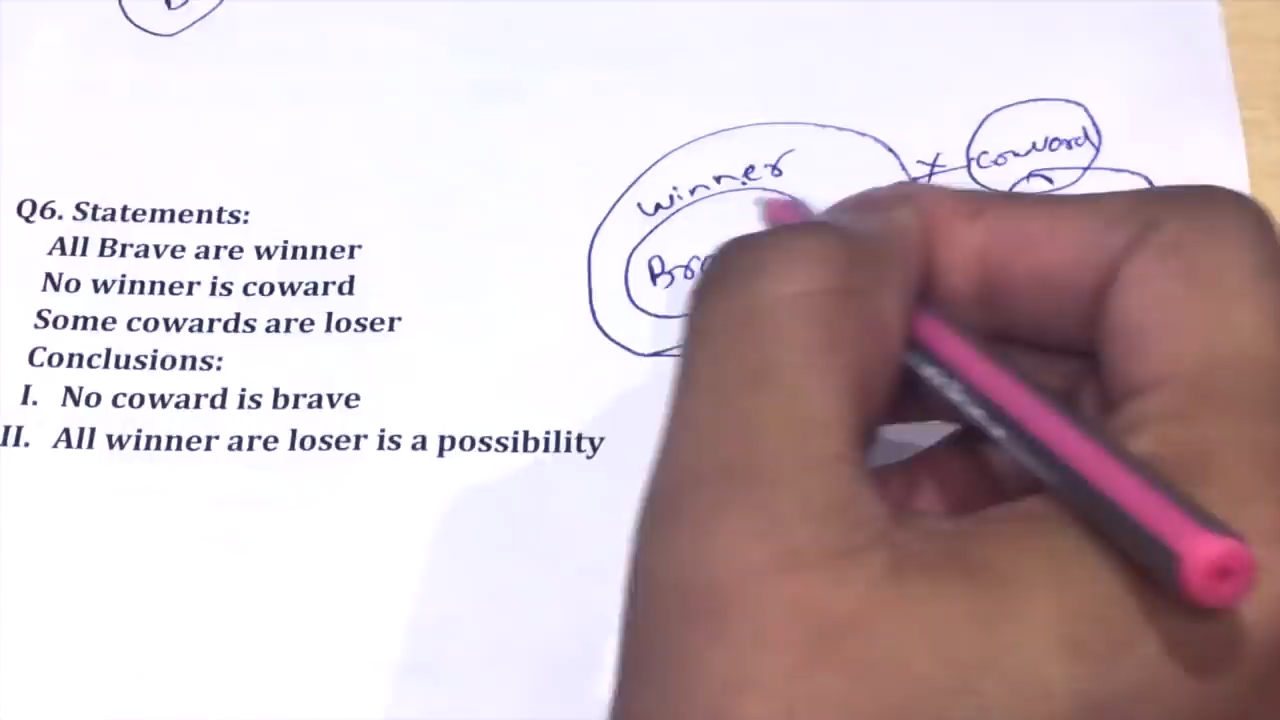 Q6. Statements:
All Brave are winner
No winner is coward
Some cowards are loser
Conclusions:
I. No coward is brave
II. All winner are loser is a possibility
winner
x
coward